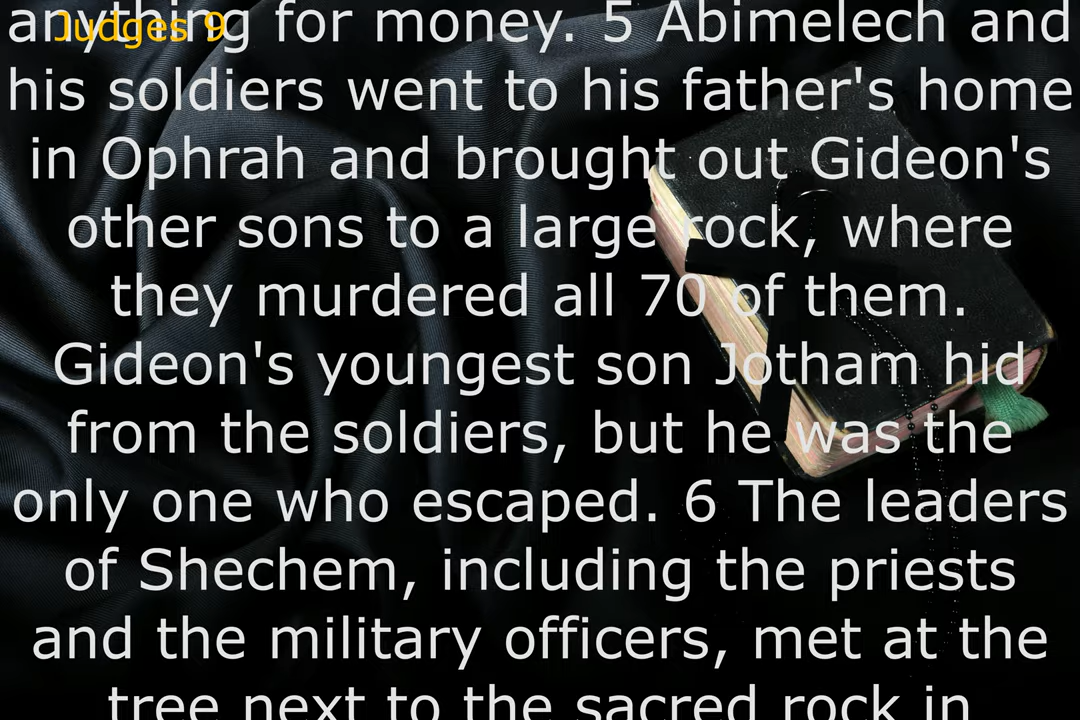 Judges 9
anything for money. 5 Abimelech and
his soldiers went to his father's home
in Ophrah and brought out Gideon's
other sons to a large rock, where
they murdered all 70 of them.
Gideon's youngest son Jotham hid
from the soldiers, but he was the
only one who escaped. 6 The leaders
of Shechem, including the priests
and the military officers, met at the
tree next to the sacred rock in